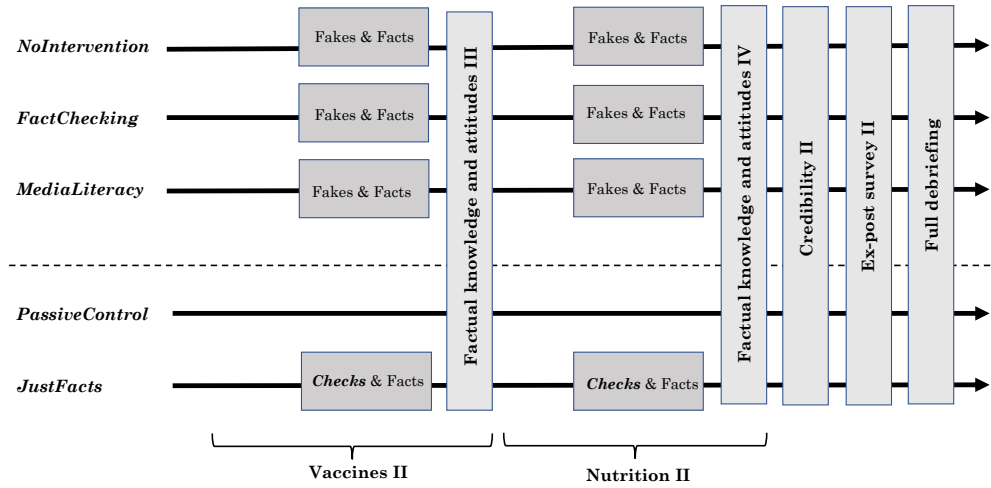 NoIntervention
Fakes & Facts
Fakes & Facts
FactChecking
Fakes & Facts
Fakes & Facts
MediaLiteracy
Fakes & Facts
Fakes & Facts
Factual knowledge and attitudes III
Factual knowledge and attitudes IV
Credibility II
Ex-post survey II
Full debriefing
PassiveControl
JustFacts
Checks & Facts
Checks & Facts
Vaccines II
Nutrition II